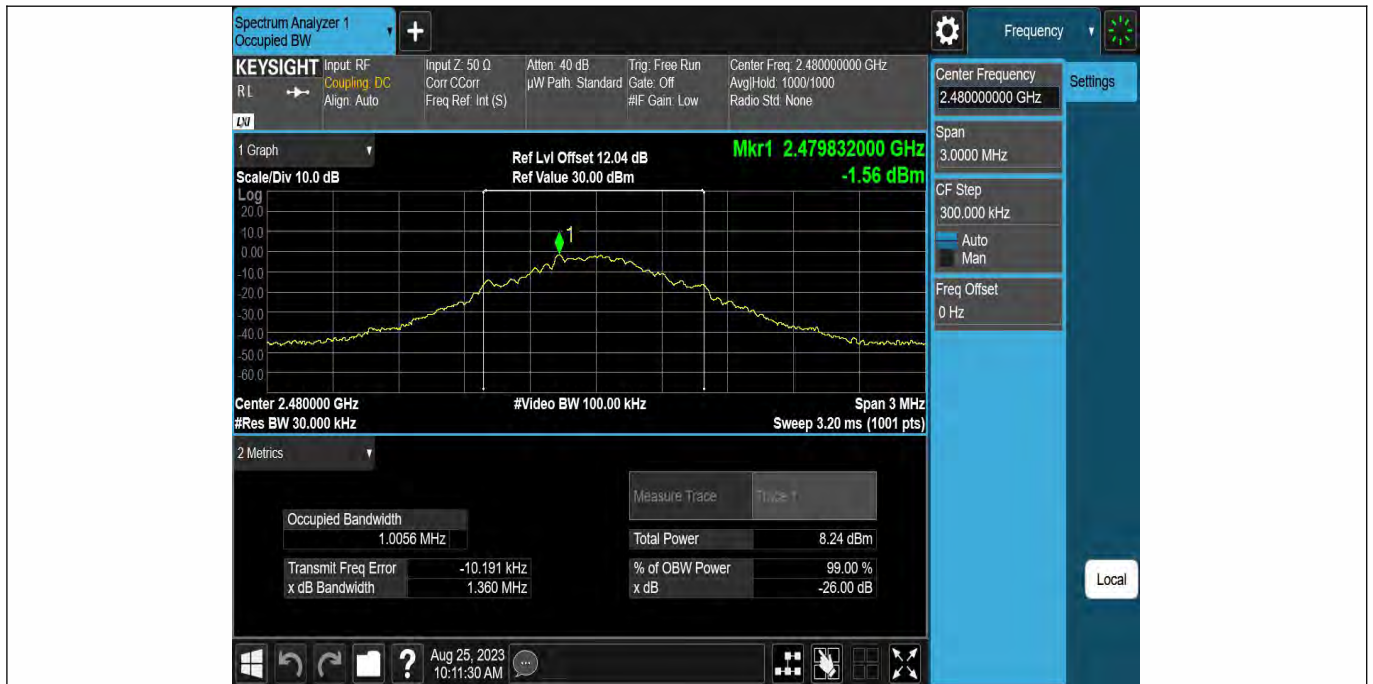 Spectrum Analyzer 1
Occupied BW
Frequency
KEYSIGHT
RL
LXI
Input: RF
Coupling: DC
Align: Auto
Input Z: 50 Ω
Corr CCorr
Freq Ref: Int (S)
Atten: 40 dB
µW Path: Standard
Trig: Free Run
Gate: Off
#IF Gain: Low
Center Freq: 2.480000000 GHz
Avg|Hold: 1000/1000
Radio Std: None
Center Frequency
2.480000000 GHz
Settings
Span
3.0000 MHz
CF Step
300.000 kHz
Auto
Man
Freq Offset
0 Hz
Local
1 Graph
Scale/Div 10.0 dB
Ref Lvl Offset 12.04 dB
Ref Value 30.00 dBm
Mkr1 2.479832000 GHz
-1.56 dBm
Log
20.0
10.0
0.00
-10.0
-20.0
-30.0
-40.0
-50.0
-60.0
1
Center 2.480000 GHz
#Res BW 30.000 kHz
#Video BW 100.00 kHz
Span 3 MHz
Sweep 3.20 ms (1001 pts)
2 Metrics
Measure Trace
Trace 1
Occupied Bandwidth
1.0056 MHz
Total Power 8.24 dBm
Transmit Freq Error -10.191 kHz
% of OBW Power 99.00 %
x dB Bandwidth 1.360 MHz
x dB -26.00 dB
?
Aug 25, 2023
10:11:30 AM